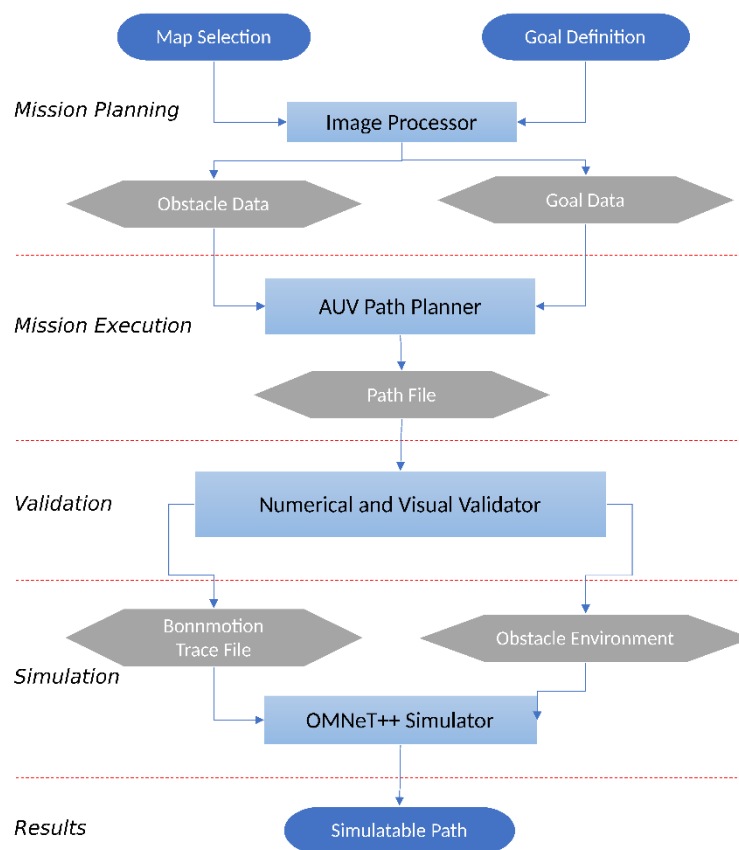 Map Selection
Goal Definition
Mission Planning
Image Processor
Obstacle Data
Goal Data
AUV Path Planner
Mission Execution
Path File
Validation
Numerical and Visual Validator
Bonnmotion
Trace File
Obstacle Environment
Simulation
OMNeT++ Simulator
Results
Simulatable Path